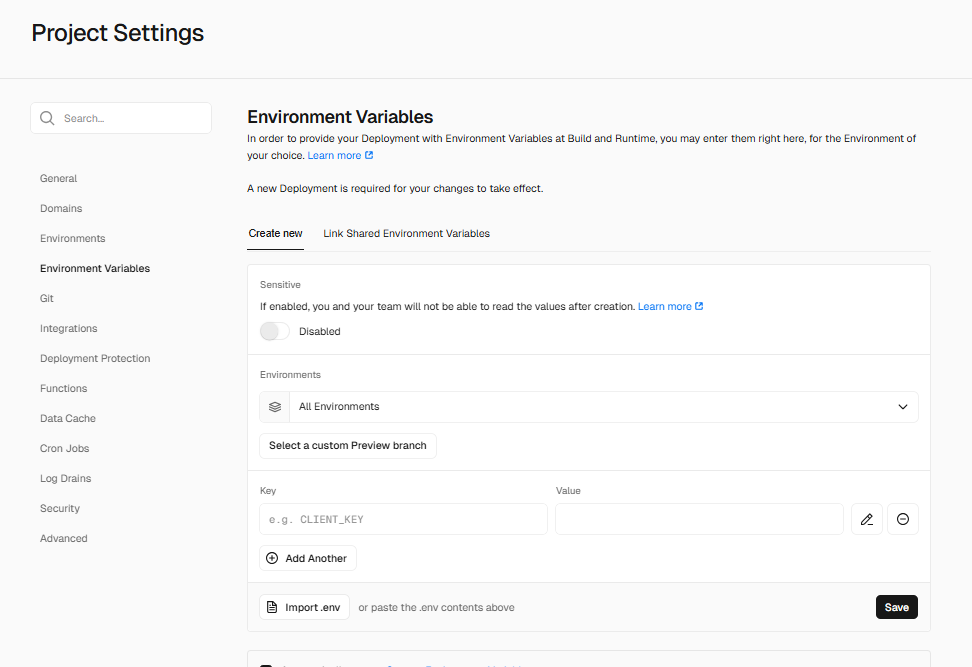 Project Settings
Search...
General
Domains
Environments
Environment Variables
Git
Integrations
Deployment Protection
Functions
Data Cache
Cron Jobs
Log Drains
Security
Advanced
Environment Variables
In order to provide your Deployment with Environment Variables at Build and Runtime, you may enter them right here, for the Environment of
your choice. Learn more
A new Deployment is required for your changes to take effect.
Create new
Link Shared Environment Variables
Sensitive
If enabled, you and your team will not be able to read the values after creation. Learn more
Disabled
Environments
All Environments
Select a custom Preview branch
Key
Value
e.g. CLIENT_KEY
Add Another
Import .env
or paste the .env contents above
Save